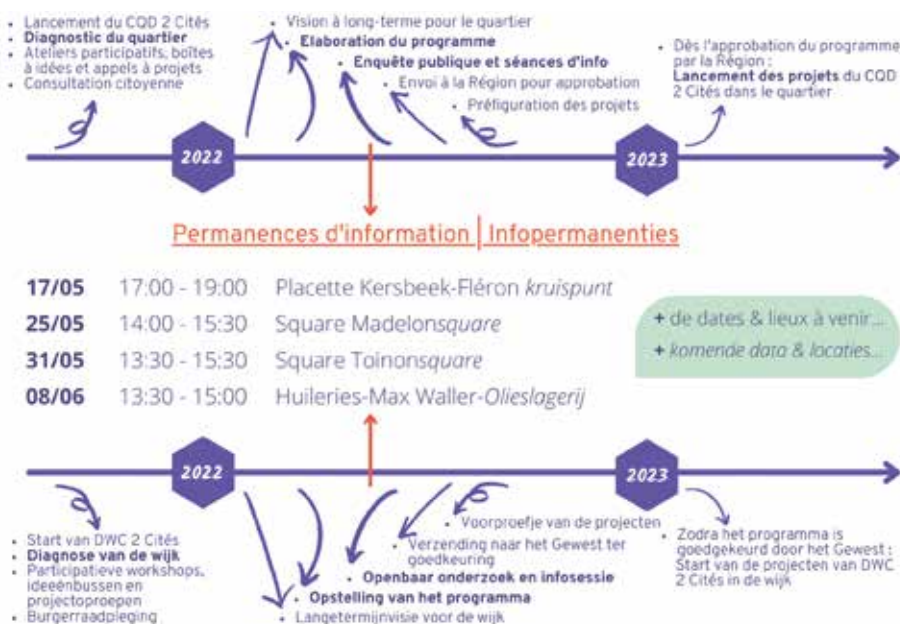 • Lancement du CQD 2 Cités
• Diagnostic du quartier
• Ateliers participatifs, boîtes
à idées et appels à projets
• Consultation citoyenne
• Vision à long-terme pour le quartier
• Elaboration du programme
• Enquête publique et séances d'info
• Envoi à la Région pour approbation
• Préfiguration des projets
• Dès l'approbation du programme
par la Région :
Lancement des projets du CQD
2 Cités dans le quartier
2022
2023
Permanences d'information | Infopermanenties
17/05 17:00 - 19:00 Placette Kersbeek-Fléron kruispunt
25/05 14:00 - 15:30 Square Madelonsquare
31/05 13:30 - 15:30 Square Toinonsquare
08/06 13:30 - 15:00 Huileries-Max Waller-Olieslagerij
+ de dates & lieux à venir...
+ komende data & locaties...
2022
2023
• Start van DWC 2 Cités
• Diagnose van de wijk
• Participatieve workshops,
ideeënbussen en
projectoproepen
• Burgerraadpleging
• Voorproefje van de projecten
• Verzending naar het Gewest ter
goedkeuring
• Openbaar onderzoek en infosessie
• Opstelling van het programma
• Langetermijnvisie voor de wijk
• Zodra het programma is
goedgekeurd door het Gewest :
Start van de projecten van DWC
2 Cités in de wijk